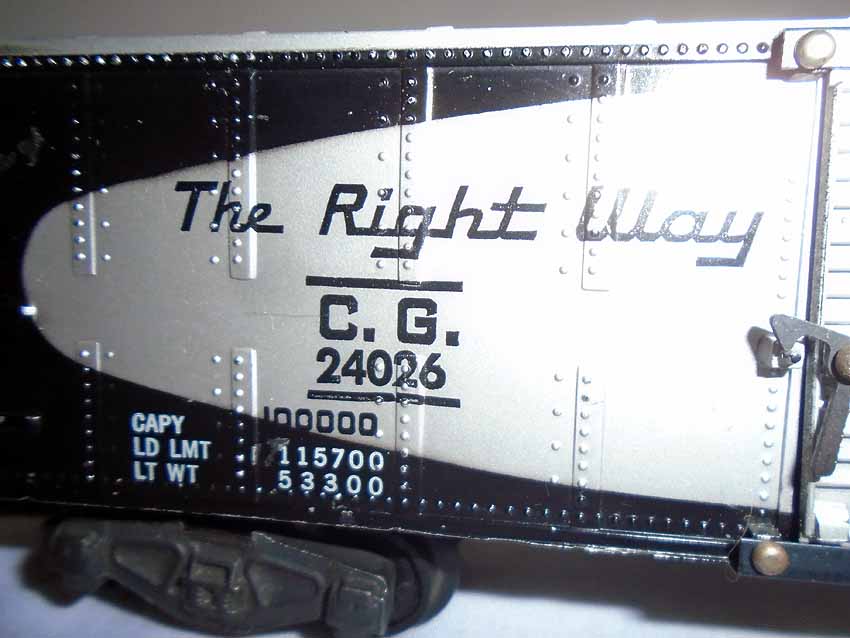 The Right Way
C. G.
24026
CAPY 100000
LD LMT 115700
LT WT 53300